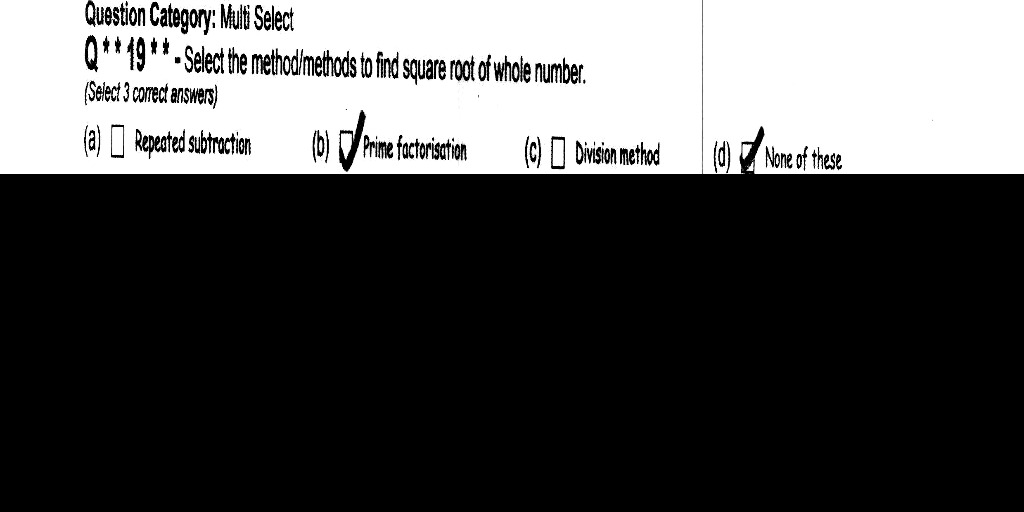 Question Category: Multi Select
Q**19** - Select the method/methods to find square root of whole number.
(Select 3 correct answers)
(a) Repeated subtraction (b) Prime factorisation (c) Division method (d) None of these